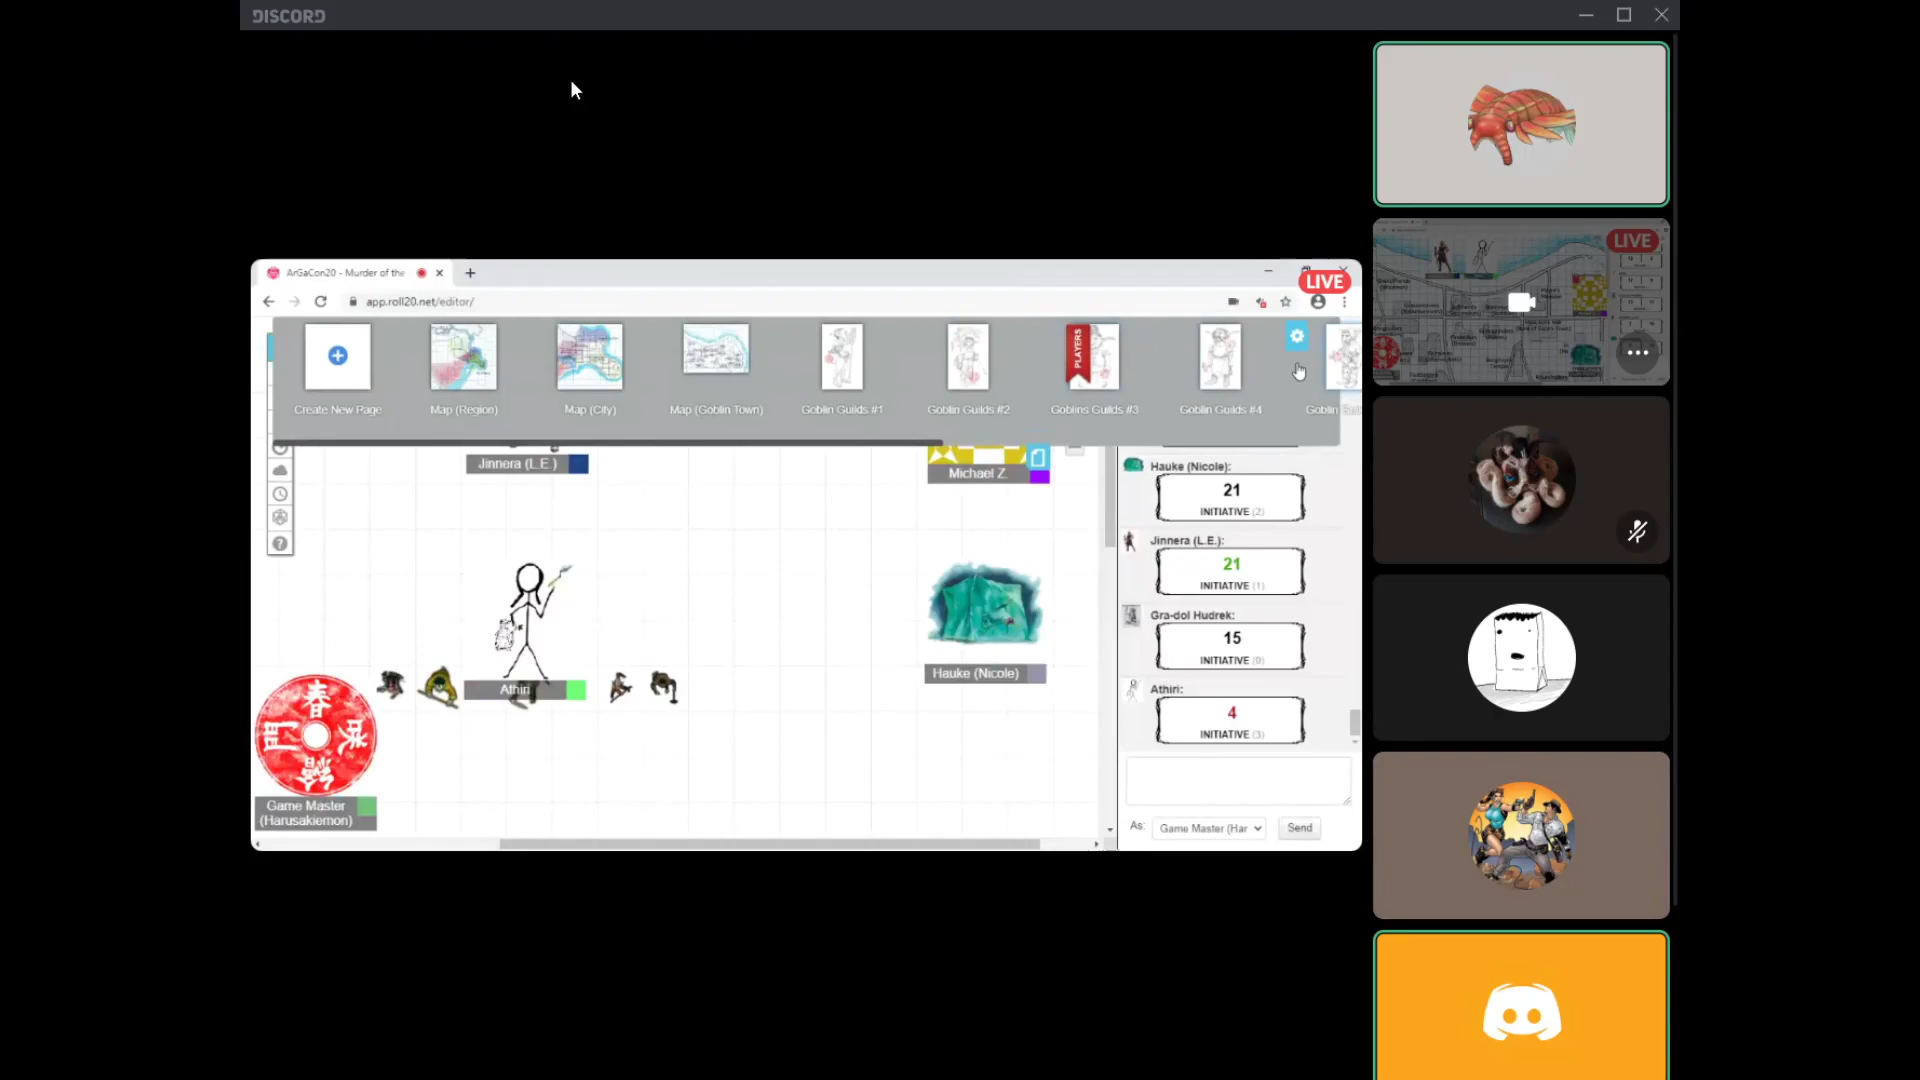 DISCORD
ArGaCon20 - Murder of the
LIVE
app.roll20.net/editor/
LIVE
PLAYERS
Create New Page
Map (Region)
Map (City)
Map (Goblin Town)
Goblin Guilds #1
Goblin Guilds #2
Goblins Guilds #3
Goblin Guilds #4
Goblin
Jinnera (L.E.)
Michael Z.
Hauke (Nicole):
21
INITIATIVE (2)
Jinnera (L.E.):
21
INITIATIVE (1)
Gra-dol Hudrek:
15
INITIATIVE (0)
Athiri:
4
INITIATIVE (3)
Athiri
Hauke (Nicole)
春
Game Master
(Harusakiemon)
As:
Game Master (Har
Send